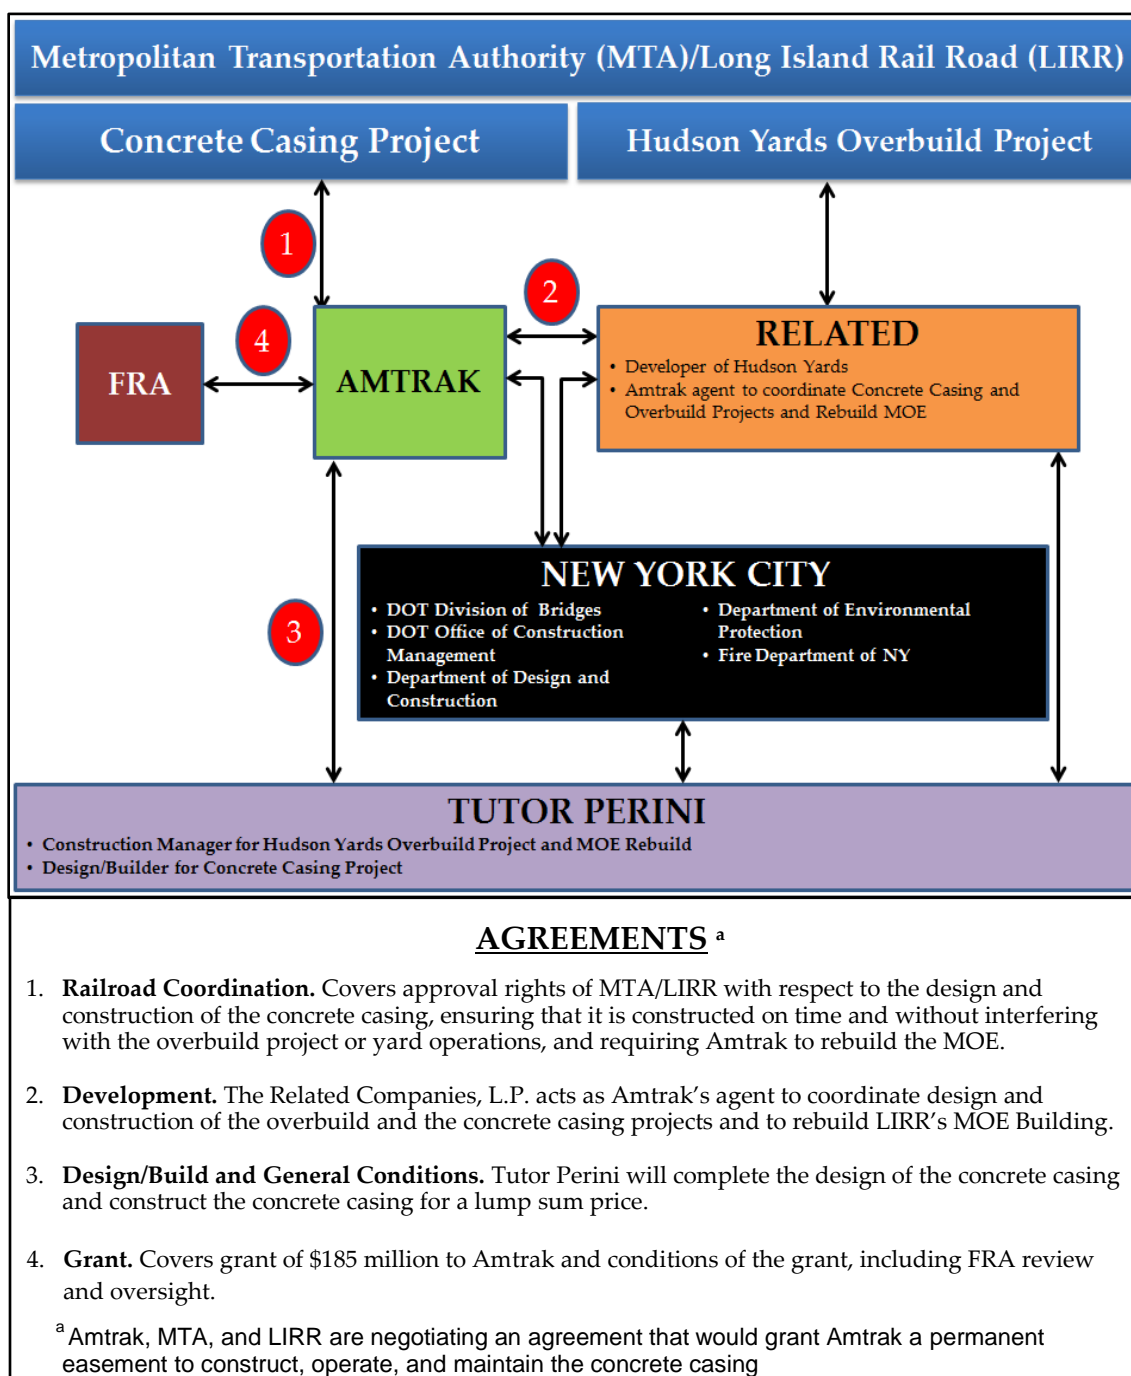 Metropolitan Transportation Authority (MTA)/Long Island Rail Road (LIRR)
Concrete Casing Project
Hudson Yards Overbuild Project
1
2
4
FRA
AMTRAK
RELATED
• Developer of Hudson Yards
• Amtrak agent to coordinate Concrete Casing and
Overbuild Projects and Rebuild MOE
3
NEW YORK CITY
• DOT Division of Bridges
• DOT Office of Construction
Management
• Department of Design and
Construction
• Department of Environmental
Protection
• Fire Department of NY
TUTOR PERINI
• Construction Manager for Hudson Yards Overbuild Project and MOE Rebuild
• Design/Builder for Concrete Casing Project
AGREEMENTS a
1. Railroad Coordination. Covers approval rights of MTA/LIRR with respect to the design and
construction of the concrete casing, ensuring that it is constructed on time and without interfering
with the overbuild project or yard operations, and requiring Amtrak to rebuild the MOE.
2. Development. The Related Companies, L.P. acts as Amtrak’s agent to coordinate design and
construction of the overbuild and the concrete casing projects and to rebuild LIRR’s MOE Building.
3. Design/Build and General Conditions. Tutor Perini will complete the design of the concrete casing
and construct the concrete casing for a lump sum price.
4. Grant. Covers grant of $185 million to Amtrak and conditions of the grant, including FRA review
and oversight.
a Amtrak, MTA, and LIRR are negotiating an agreement that would grant Amtrak a permanent
easement to construct, operate, and maintain the concrete casing